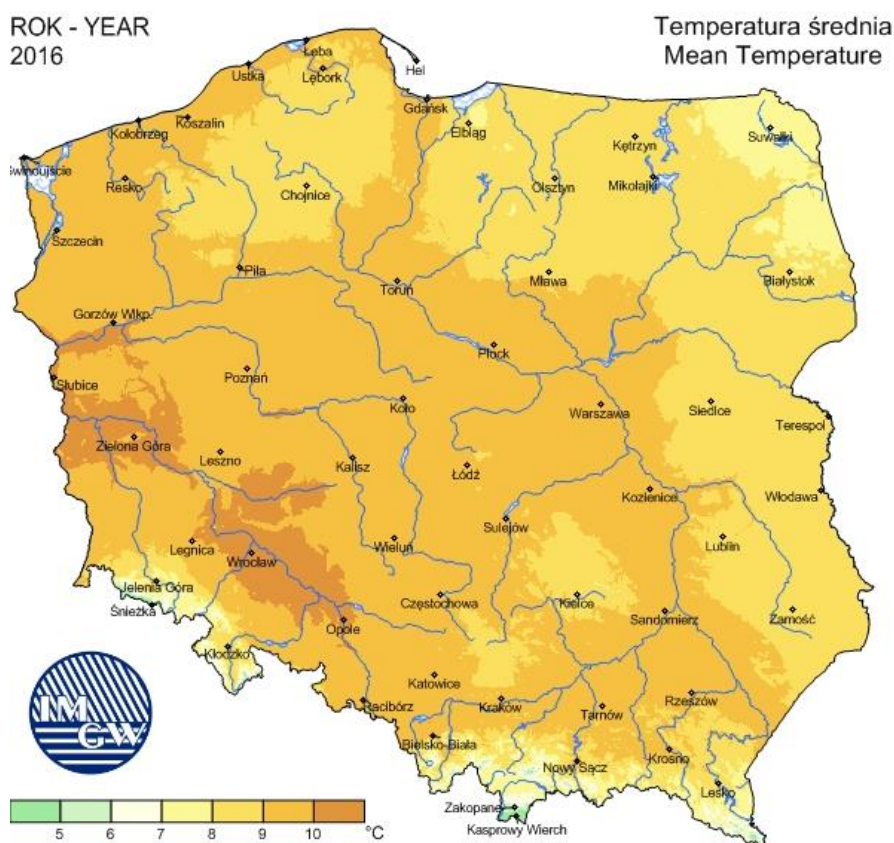 ROK - YEAR
2016
Temperatura średnia
Mean Temperature
Łeba
Hel
Ustka
Lębork
Gdańsk
Kołobrzeg
Koszalin
Elbląg
Suwałki
Kętrzyn
Świnoujście
Resko
Chojnice
Olsztyn
Mikołajki
Szczecin
Piła
Toruń
Mława
Białystok
Gorzów Wlkp.
Płock
Słubice
Poznań
Koło
Warszawa
Siedlce
Terespol
Zielona Góra
Leszno
Kalisz
Łódź
Kozienice
Włodawa
Sulejów
Legnica
Wrocław
Wieluń
Lublin
Jelenia Góra
Śnieżka
Częstochowa
Kielce
Sandomierz
Zamość
Opole
Kłodzko
Katowice
Racibórz
Kraków
Tarnów
Rzeszów
Bielsko-Biała
Nowy Sącz
Krosno
Lesko
Zakopane
Kasprowy Wierch
IM
GW
5 6 7 8 9 10 °C